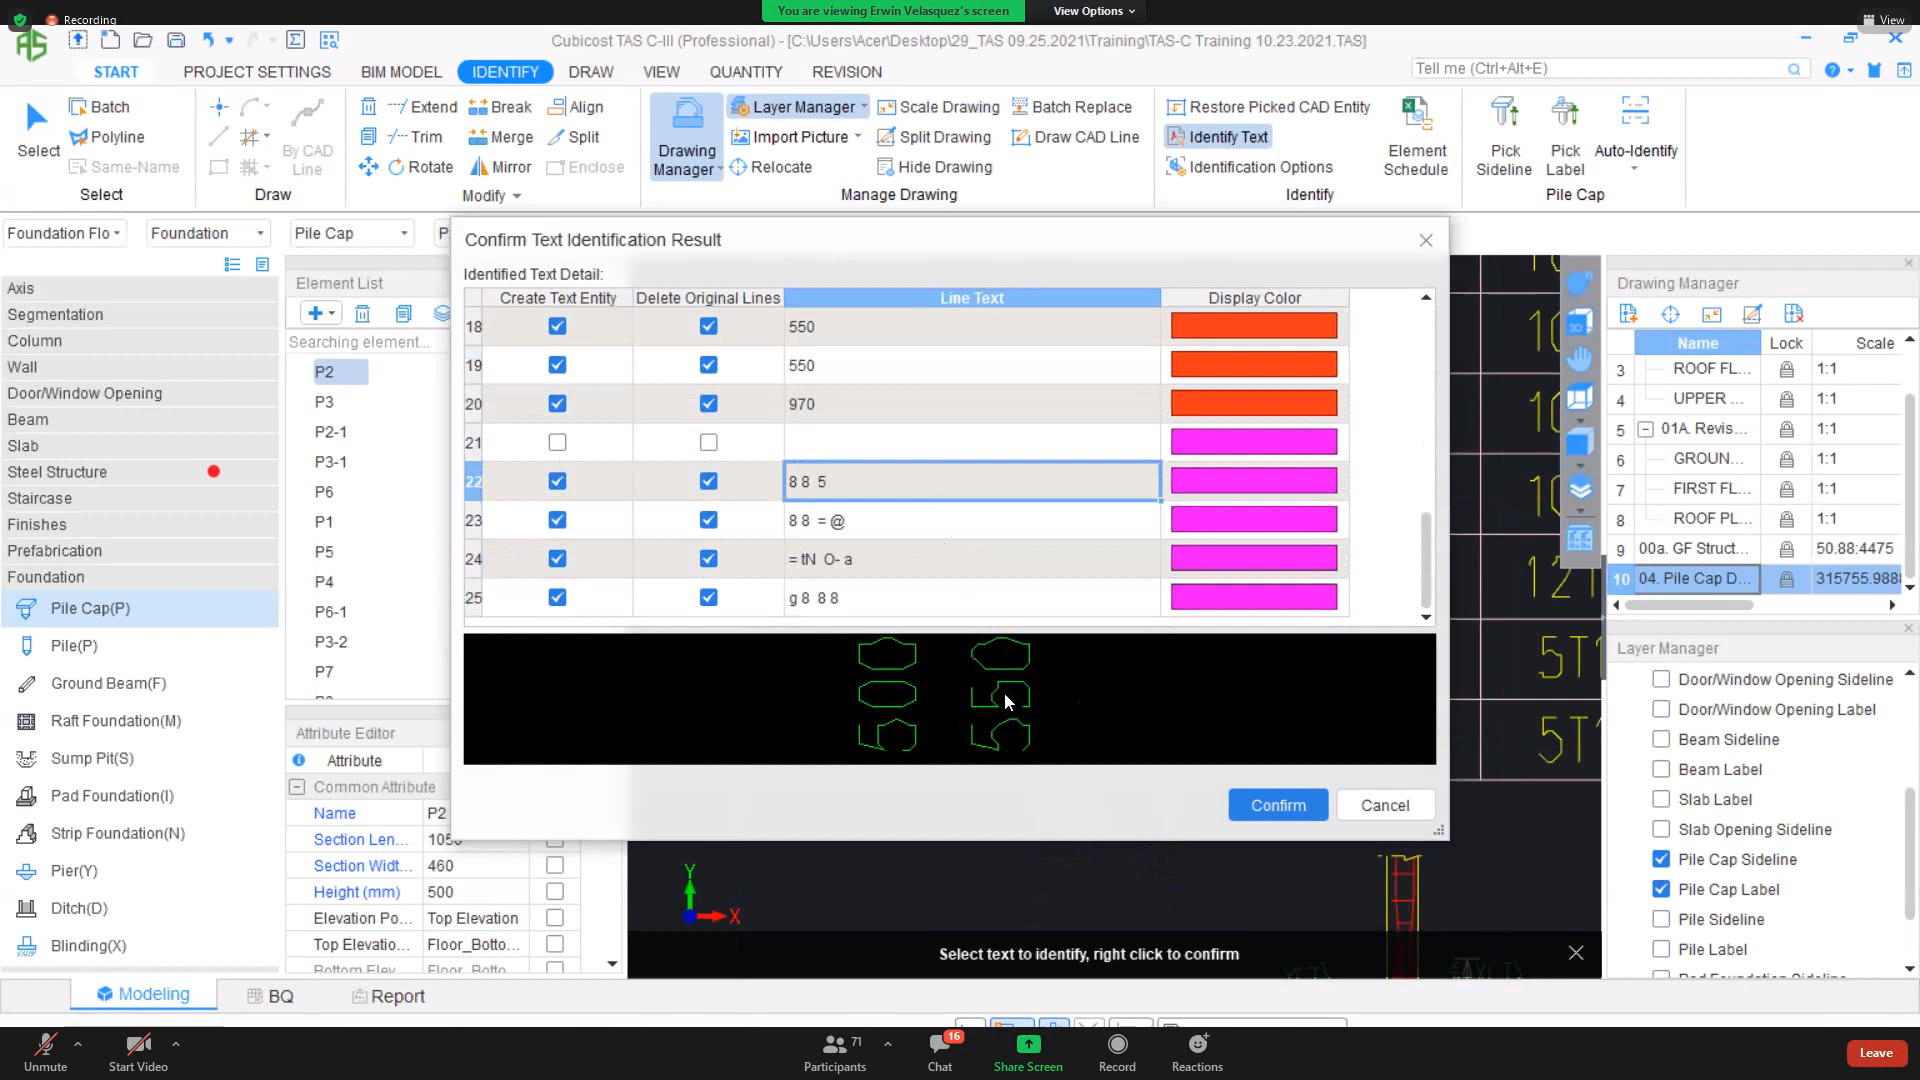 Recording
You are viewing Erwin Velasquez's screen
View Options
View
Cubicost TAS C-III (Professional) - [C:\Users\Acer\Desktop\29_TAS 09.25.2021\Training\TAS-C Training 10.23.2021.TAS]
START
PROJECT SETTINGS
BIM MODEL
IDENTIFY
DRAW
VIEW
QUANTITY
REVISION
Tell me (Ctrl+Alt+E)
Select
Batch
Polyline
Same-Name
Select
By CAD
Line
Draw
Extend
Trim
Rotate
Break
Merge
Mirror
Align
Split
Enclose
Modify
Drawing
Manager
Layer Manager
Import Picture
Relocate
Scale Drawing
Split Drawing
Hide Drawing
Batch Replace
Draw CAD Line
Manage Drawing
Restore Picked CAD Entity
Identify Text
Identification Options
Element
Schedule
Identify
Pick
Sideline
Pick
Label
Auto-Identify
Pile Cap
Foundation Flo
Foundation
Pile Cap
Axis
Segmentation
Column
Wall
Door/Window Opening
Beam
Slab
Steel Structure
Staircase
Finishes
Prefabrication
Foundation
Pile Cap(P)
Pile(P)
Ground Beam(F)
Raft Foundation(M)
Sump Pit(S)
Pad Foundation(I)
Strip Foundation(N)
Pier(Y)
Ditch(D)
Blinding(X)
Element List
Searching element...
P2
P3
P2-1
P3-1
P6
P1
P5
P4
P6-1
P3-2
P7
Attribute Editor
Attribute
Common Attribute
Name P2
Section Len... 1050
Section Widt... 460
Height (mm) 500
Elevation Po... Top Elevation
Top Elevatio... Floor_Botto...
Bottom Elev... Floor_Botto...
Confirm Text Identification Result
Identified Text Detail:
Create Text Entity Delete Original Lines Line Text Display Color
18 550
19 550
20 970
21
22 8 8 5
23 8 8 = @
24 = tN O- a
25 g 8 8 8
Confirm
Cancel
Y
X
Select text to identify, right click to confirm
Drawing Manager
Name Lock Scale
3 ROOF FL... 1:1
4 UPPER ... 1:1
5 01A. Revis... 1:1
6 GROUN... 1:1
7 FIRST FL... 1:1
8 ROOF PL... 1:1
9 00a. GF Struct... 50.88:4475
10 04. Pile Cap D... 315755.988
Layer Manager
Door/Window Opening Sideline
Door/Window Opening Label
Beam Sideline
Beam Label
Slab Label
Slab Opening Sideline
Pile Cap Sideline
Pile Cap Label
Pile Sideline
Pile Label
Modeling
BQ
Report
Unmute
Start Video
71
Participants
16
Chat
Share Screen
Record
Reactions
Leave